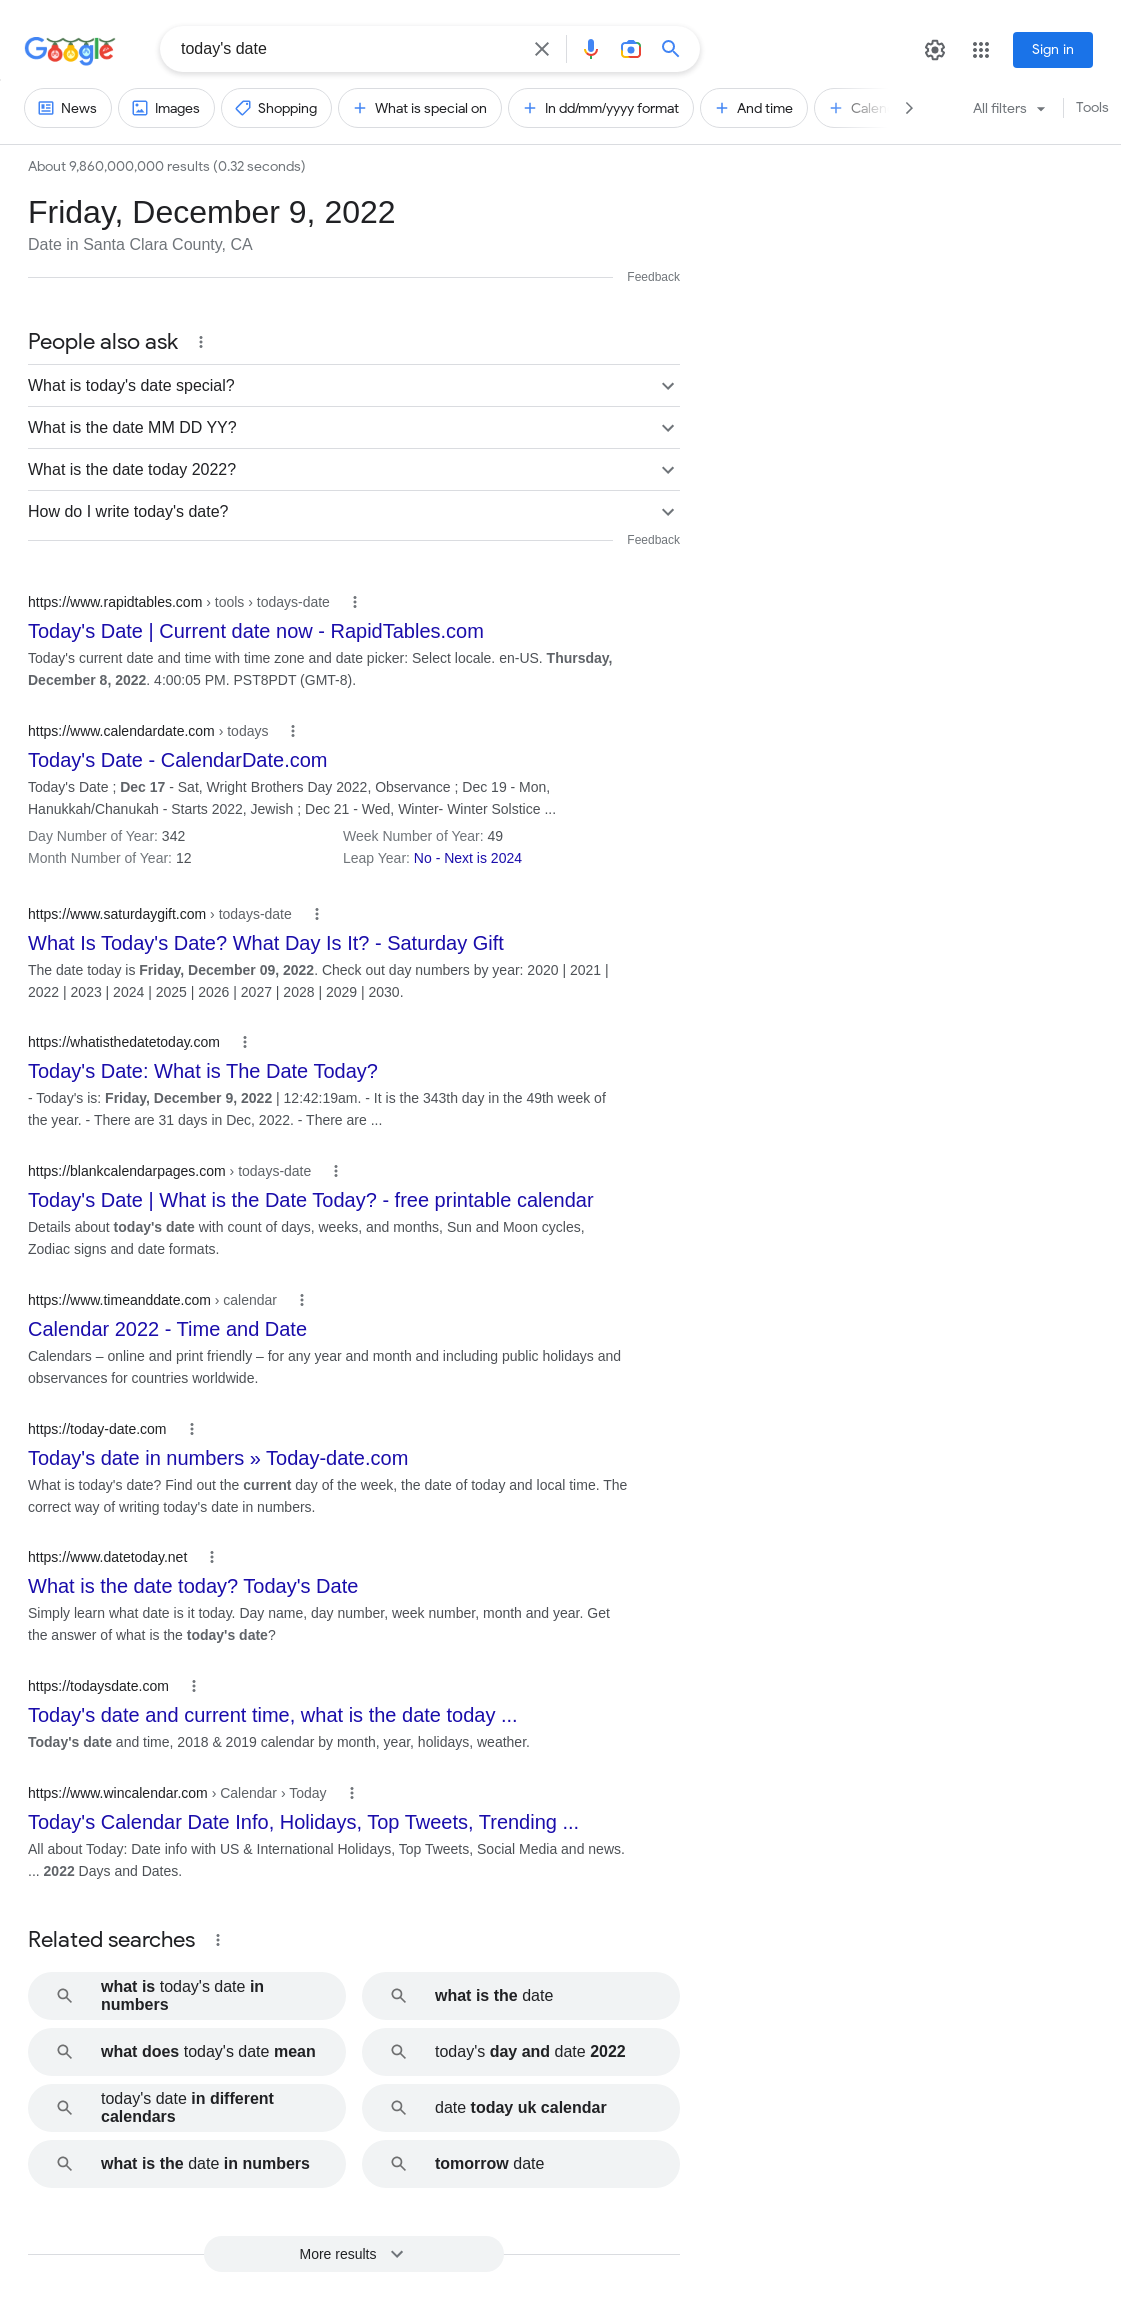 Google
today's date
Sign in
News
Images
Shopping
What is special on
In dd/mm/yyyy format
And time
Calen
All filters
Tools
About 9,860,000,000 results (0.32 seconds)
Friday, December 9, 2022
Date in Santa Clara County, CA
Feedback
People also ask
What is today's date special?
What is the date MM DD YY?
What is the date today 2022?
How do I write today's date?
Feedback
https://www.rapidtables.com › tools › todays-date
Today's Date | Current date now - RapidTables.com
Today's current date and time with time zone and date picker: Select locale. en-US. Thursday,
December 8, 2022. 4:00:05 PM. PST8PDT (GMT-8).
https://www.calendardate.com › todays
Today's Date - CalendarDate.com
Today's Date ; Dec 17 - Sat, Wright Brothers Day 2022, Observance ; Dec 19 - Mon,
Hanukkah/Chanukah - Starts 2022, Jewish ; Dec 21 - Wed, Winter- Winter Solstice ...
Day Number of Year: 342
Week Number of Year: 49
Month Number of Year: 12
Leap Year: No - Next is 2024
https://www.saturdaygift.com › todays-date
What Is Today's Date? What Day Is It? - Saturday Gift
The date today is Friday, December 09, 2022. Check out day numbers by year: 2020 | 2021 |
2022 | 2023 | 2024 | 2025 | 2026 | 2027 | 2028 | 2029 | 2030.
https://whatisthedatetoday.com
Today's Date: What is The Date Today?
- Today's is: Friday, December 9, 2022 | 12:42:19am. - It is the 343th day in the 49th week of
the year. - There are 31 days in Dec, 2022. - There are ...
https://blankcalendarpages.com › todays-date
Today's Date | What is the Date Today? - free printable calendar
Details about today's date with count of days, weeks, and months, Sun and Moon cycles,
Zodiac signs and date formats.
https://www.timeanddate.com › calendar
Calendar 2022 - Time and Date
Calendars – online and print friendly – for any year and month and including public holidays and
observances for countries worldwide.
https://today-date.com
Today's date in numbers » Today-date.com
What is today's date? Find out the current day of the week, the date of today and local time. The
correct way of writing today's date in numbers.
https://www.datetoday.net
What is the date today? Today's Date
Simply learn what date is it today. Day name, day number, week number, month and year. Get
the answer of what is the today's date?
https://todaysdate.com
Today's date and current time, what is the date today ...
Today's date and time, 2018 & 2019 calendar by month, year, holidays, weather.
https://www.wincalendar.com › Calendar › Today
Today's Calendar Date Info, Holidays, Top Tweets, Trending ...
All about Today: Date info with US & International Holidays, Top Tweets, Social Media and news.
... 2022 Days and Dates.
Related searches
what is today's date in
numbers
what is the date
what does today's date mean
today's day and date 2022
today's date in different
calendars
date today uk calendar
what is the date in numbers
tomorrow date
More results